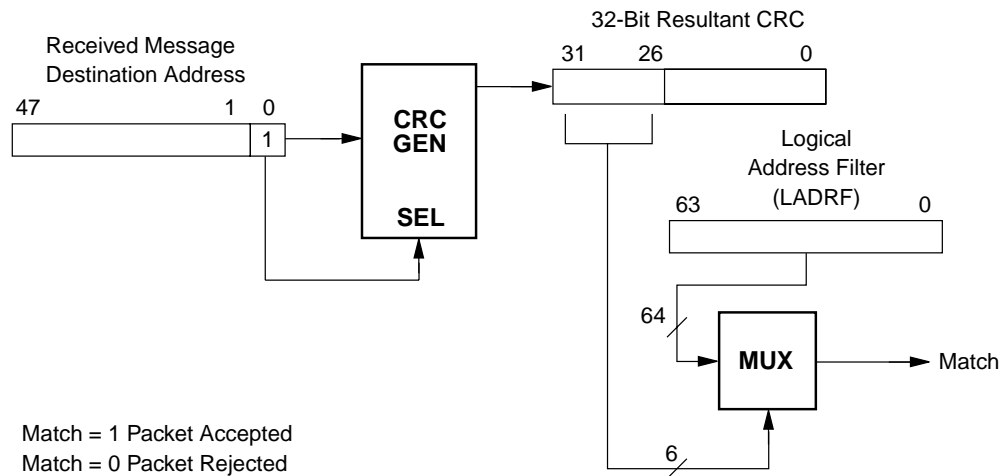 32-Bit Resultant CRC
31 26 0
Received Message
Destination Address
47 1 0
1
CRC
GEN
SEL
Logical
Address Filter
(LADRF)
63 0
64
MUX
Match
6
Match = 1 Packet Accepted
Match = 0 Packet Rejected